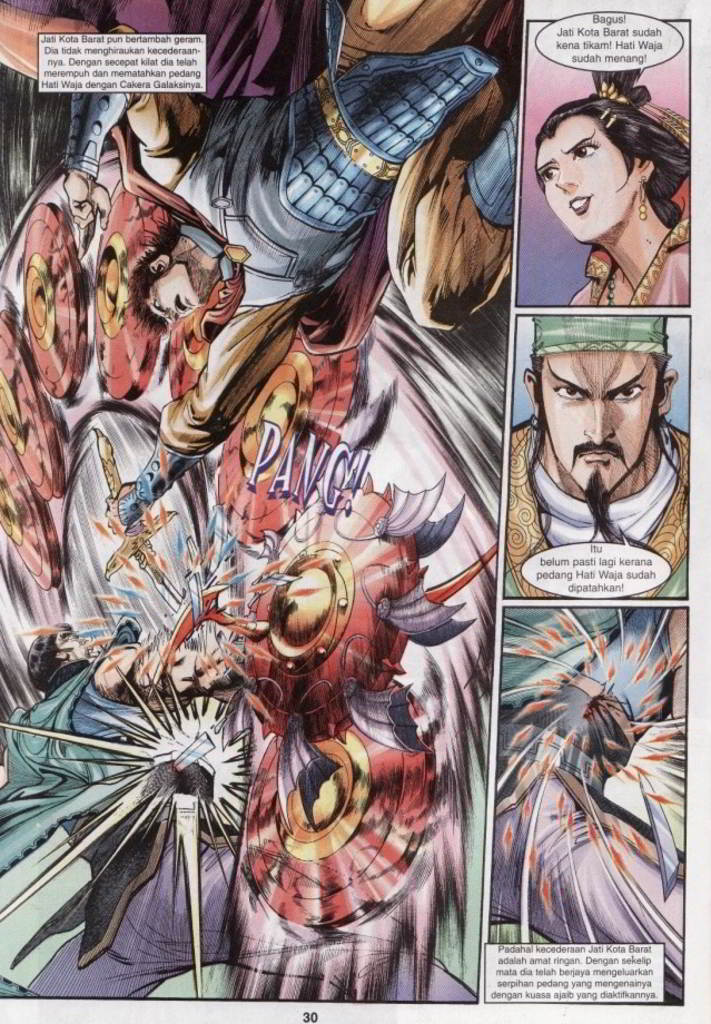 Jati Kota Barat pun bertambah geram.
Dia tidak menghiraukan kecederaan-
nya. Dengan secepat kilat dia telah
merempuh dan mematahkan pedang
Hati Waja dengan Cakera Galaksinya.
Bagus!
Jati Kota Barat sudah
kena tikam! Hati Waja
sudah menang!
PANG!
Itu
belum pasti lagi kerana
pedang Hati Waja sudah
dipatahkan!
Padahal kecederaan Jati Kota Barat
adalah amat ringan. Dengan sekelip
mata dia telah berjaya mengeluarkan
serpihan pedang yang mengenainya
dengan kuasa ajaib yang diaktifkannya.
30